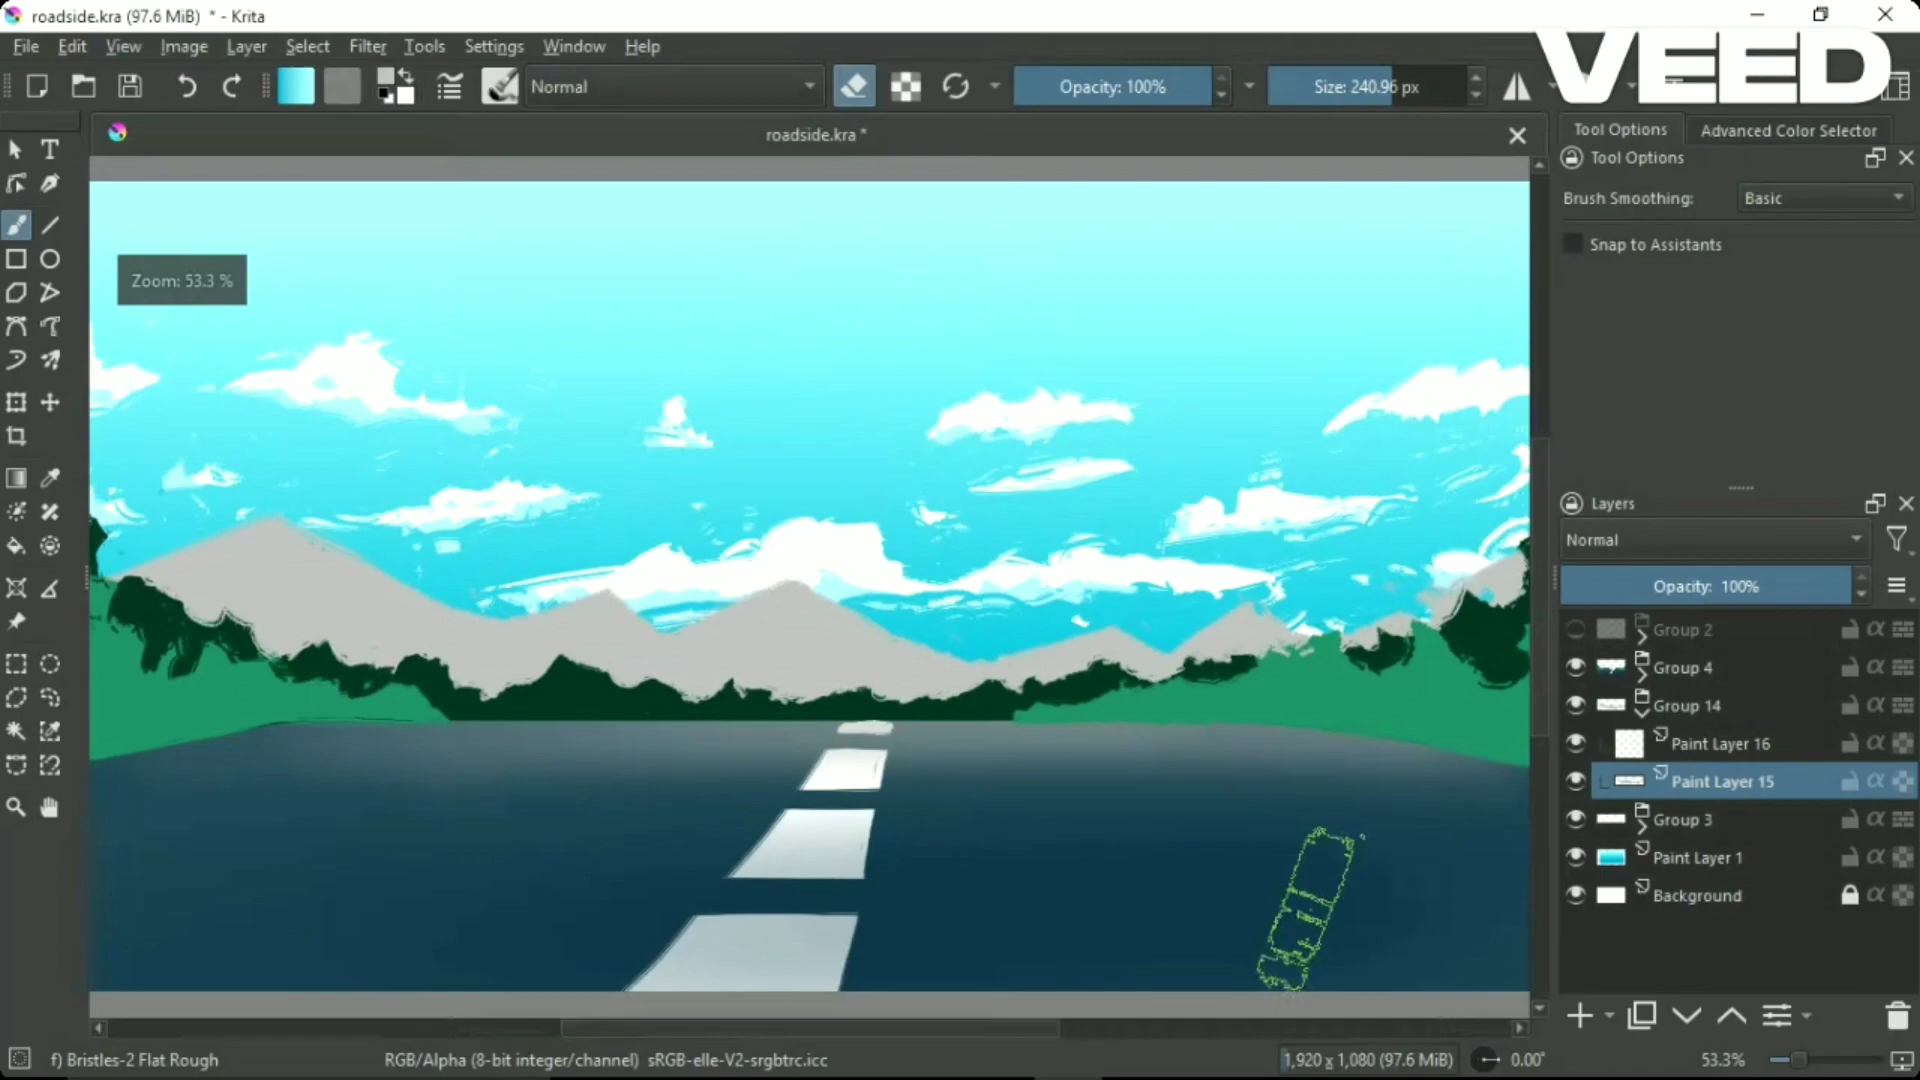 roadside.kra (97.6 MiB) * - Krita
File Edit View Image Layer Select Filter Tools Settings Window Help
VEED
Normal
Opacity: 100%
Size: 240.96 px
roadside.kra *
Tool Options
Advanced Color Selector
Tool Options
Brush Smoothing:
Basic
Snap to Assistants
Zoom: 53.3 %
Layers
Normal
Opacity: 100%
Group 2
Group 4
Group 14
Paint Layer 16
Paint Layer 15
Group 3
Paint Layer 1
Background
f) Bristles-2 Flat Rough
RGB/Alpha (8-bit integer/channel) sRGB-elle-V2-srgbtrc.icc
1,920 x 1,080 (97.6 MiB)
0.00°
53.3%